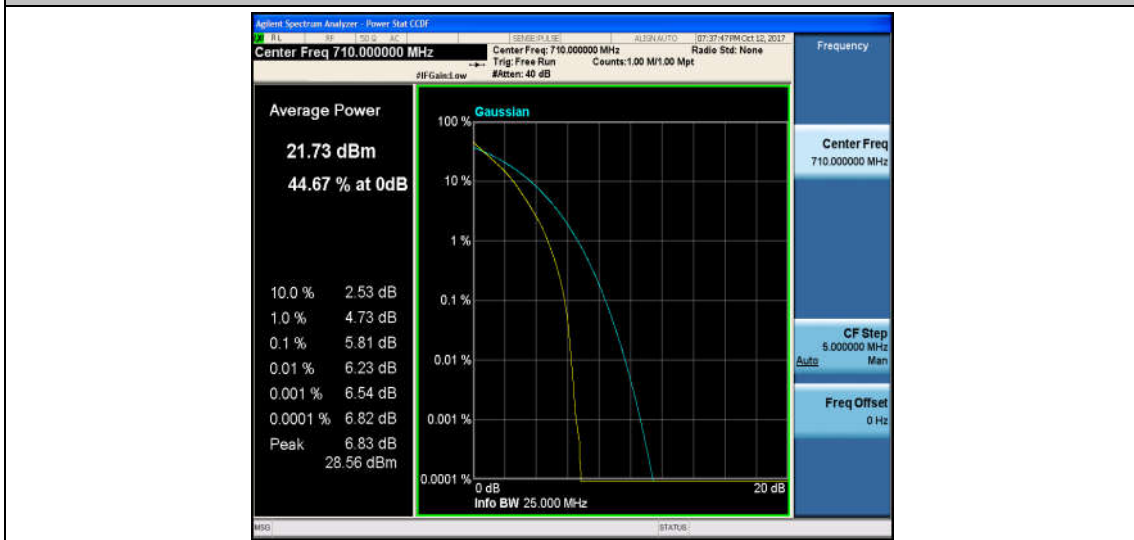 Agilent Spectrum Analyzer - Power Stat CCDF
RL RF 50 Ω AC SENSE:PULSE ALIGN AUTO 07:37:47 PM Oct 12, 2017
Center Freq 710.000000 MHz
Center Freq: 710.000000 MHz Radio Std: None
Trig: Free Run Counts:1.00 M/1.00 Mpt
#IFGain:Low #Atten: 40 dB
Frequency
Average Power
21.73 dBm
44.67 % at 0dB
10.0 % 2.53 dB
1.0 % 4.73 dB
0.1 % 5.81 dB
0.01 % 6.23 dB
0.001 % 6.54 dB
0.0001 % 6.82 dB
Peak 6.83 dB
28.56 dBm
Gaussian
100 %
10 %
1 %
0.1 %
0.01 %
0.001 %
0.0001 %
0 dB 20 dB
Info BW 25.000 MHz
Center Freq
710.000000 MHz
CF Step
5.000000 MHz
Auto Man
Freq Offset
0 Hz
MSG STATUS